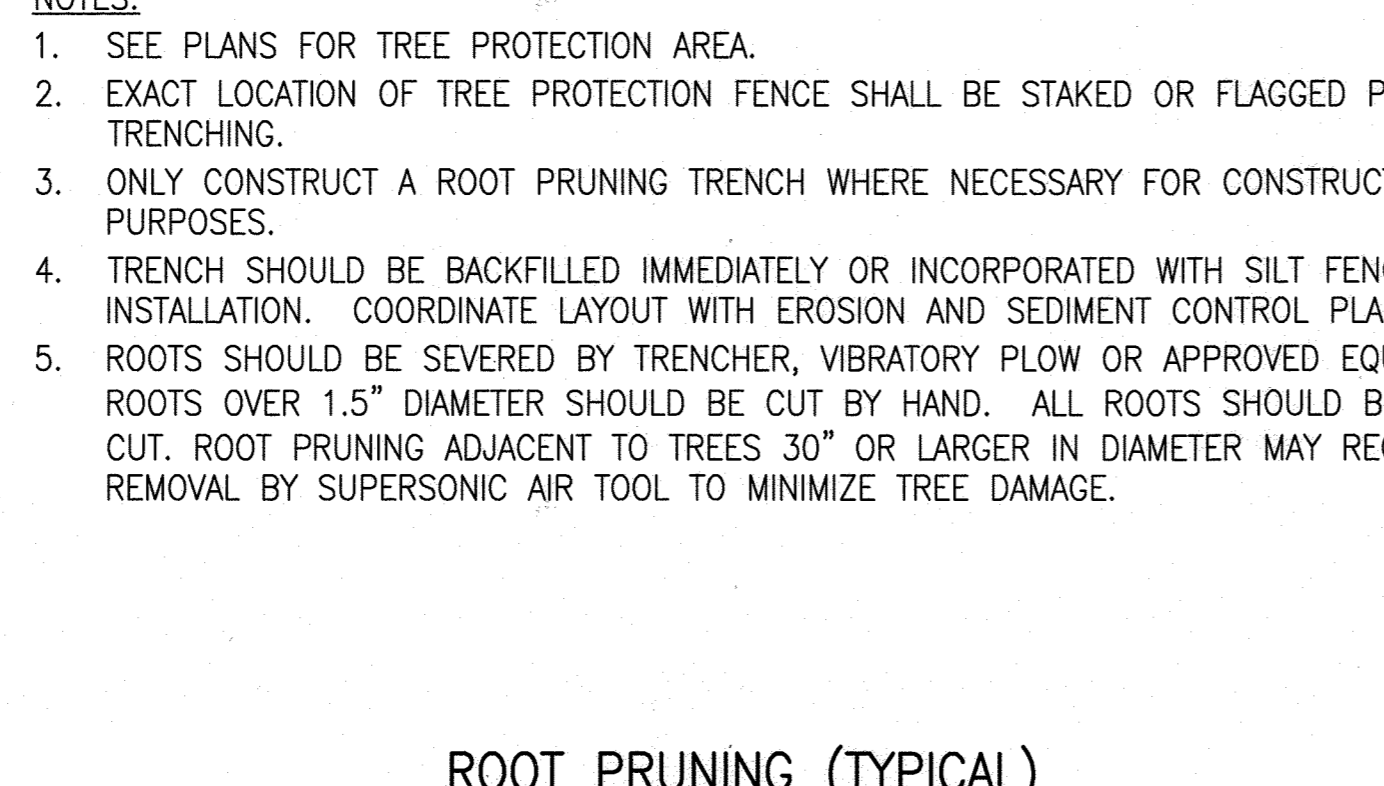 NOTES:
1. SEE PLANS FOR TREE PROTECTION AREA.
2. EXACT LOCATION OF TREE PROTECTION FENCE SHALL BE STAKED OR FLAGGED P
TRENCHING.
3. ONLY CONSTRUCT A ROOT PRUNING TRENCH WHERE NECESSARY FOR CONSTRUCT
PURPOSES.
4. TRENCH SHOULD BE BACKFILLED IMMEDIATELY OR INCORPORATED WITH SILT FENC
INSTALLATION. COORDINATE LAYOUT WITH EROSION AND SEDIMENT CONTROL PLA
5. ROOTS SHOULD BE SEVERED BY TRENCHER, VIBRATORY PLOW OR APPROVED EQU
ROOTS OVER 1.5" DIAMETER SHOULD BE CUT BY HAND. ALL ROOTS SHOULD B
CUT. ROOT PRUNING ADJACENT TO TREES 30" OR LARGER IN DIAMETER MAY REQ
REMOVAL BY SUPERSONIC AIR TOOL TO MINIMIZE TREE DAMAGE.
ROOT PRUNING (TYPICAL)